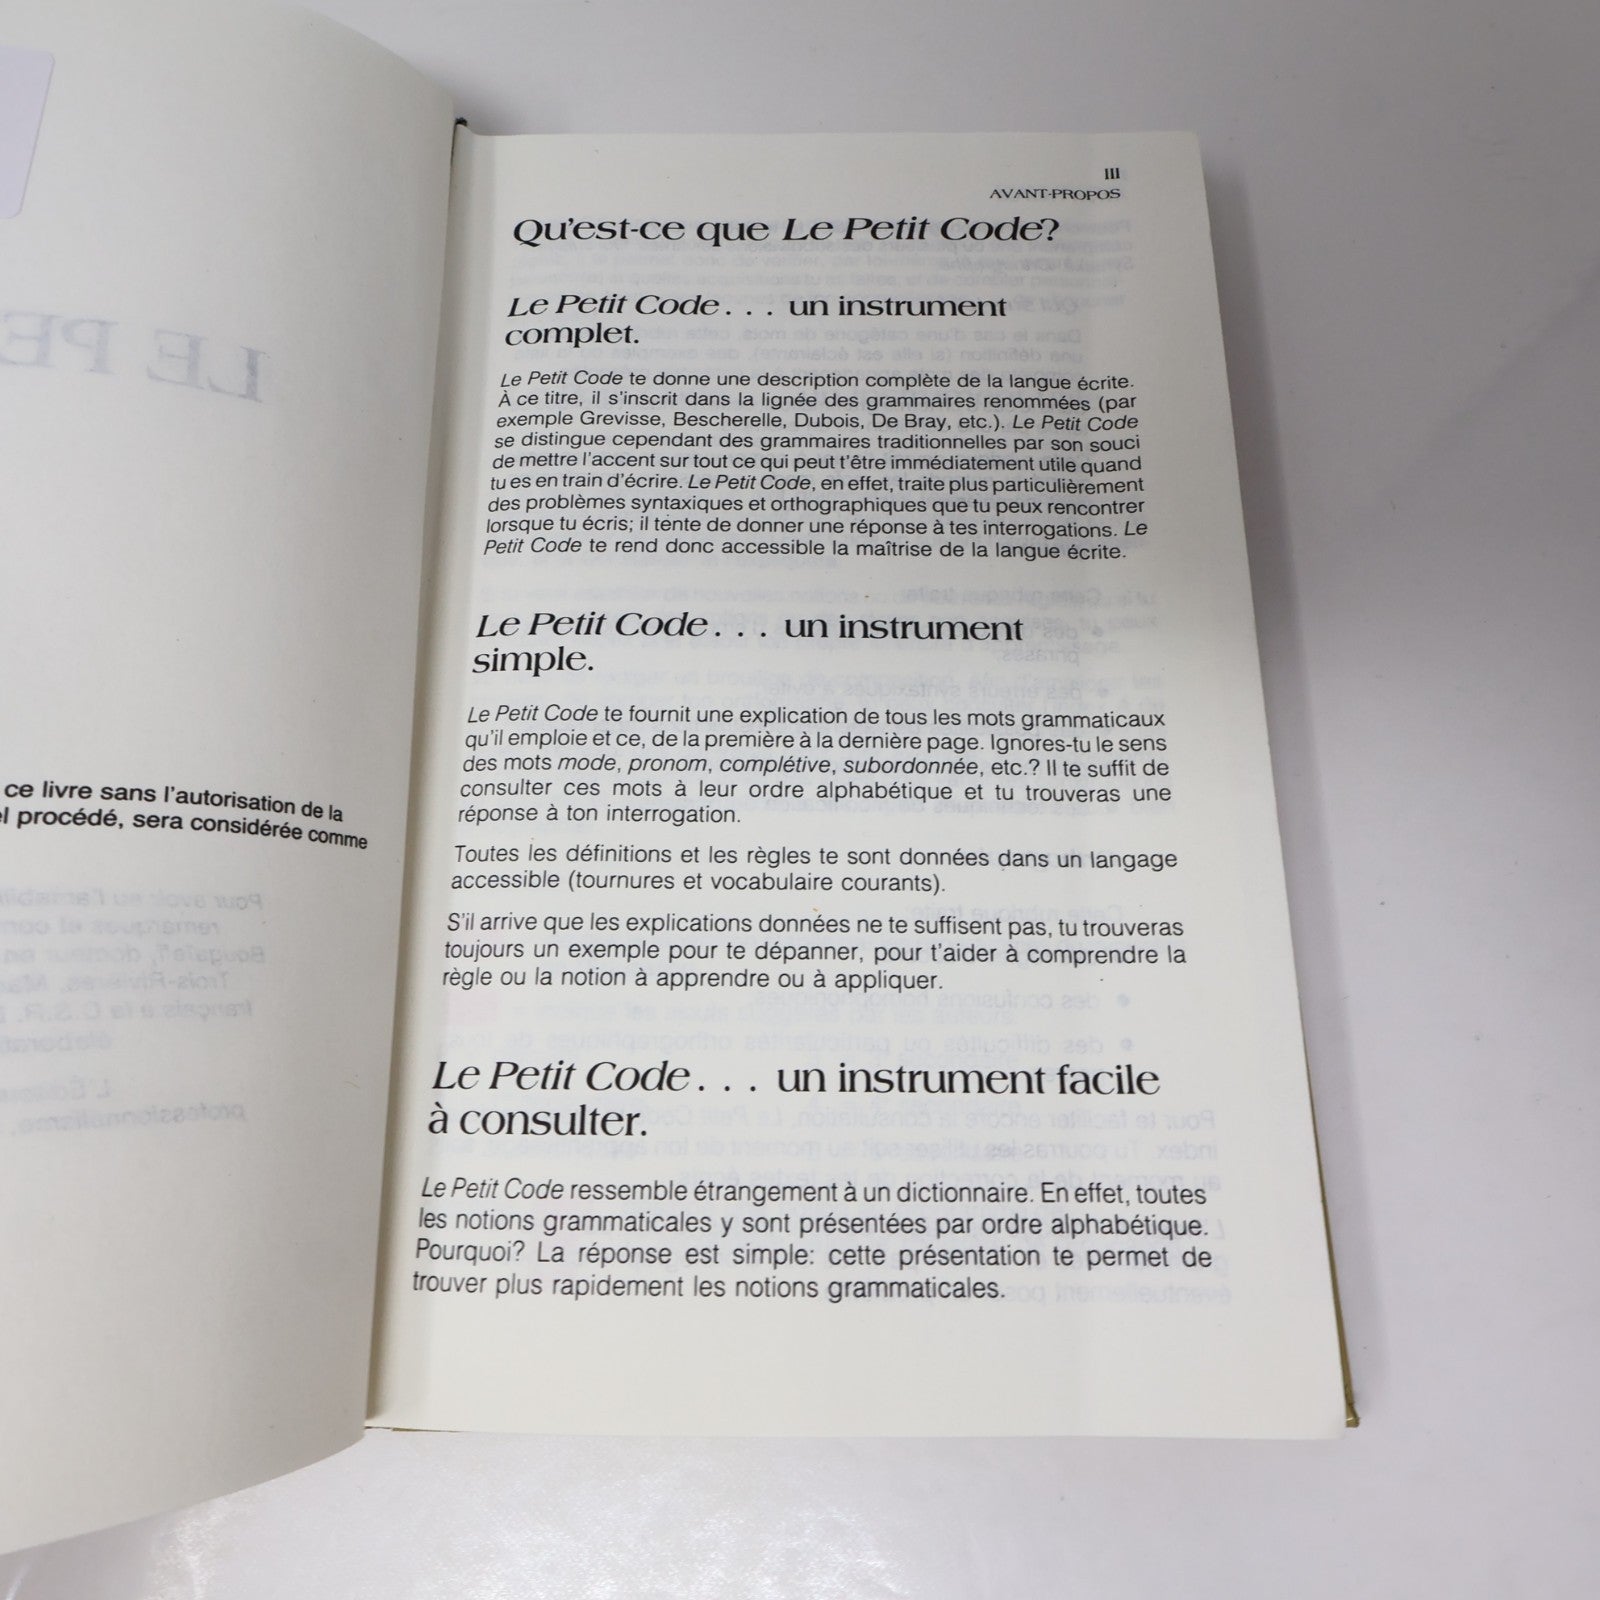 ce livre sans l'autorisation de la
procédé, sera considérée comme
III
AVANT-PROPOS
Qu'est-ce que Le Petit Code?
Le Petit Code. . . un instrument
complet.
Le Petit Code te donne une description complète de la langue écrite.
À ce titre, il s'inscrit dans la lignée des grammaires renommées (par
exemple Grevisse, Bescherelle, Dubois, De Bray, etc.). Le Petit Code
se distingue cependant des grammaires traditionnelles par son souci
de mettre l'accent sur tout ce qui peut t'être immédiatement utile quand
tu es en train d'écrire. Le Petit Code, en effet, traite plus particulièrement
des problèmes syntaxiques et orthographiques que tu peux rencontrer
lorsque tu écris; il tente de donner une réponse à tes interrogations. Le
Petit Code te rend donc accessible la maîtrise de la langue écrite.
Le Petit Code. . . un instrument
simple.
Le Petit Code te fournit une explication de tous les mots grammaticaux
qu'il emploie et ce, de la première à la dernière page. Ignores-tu le sens
des mots mode, pronom, complétive, subordonnée, etc.? Il te suffit de
consulter ces mots à leur ordre alphabétique et tu trouveras une
réponse à ton interrogation.
Toutes les définitions et les règles te sont données dans un langage
accessible (tournures et vocabulaire courants).
S'il arrive que les explications données ne te suffisent pas, tu trouveras
toujours un exemple pour te dépanner, pour t'aider à comprendre la
règle ou la notion à apprendre ou à appliquer.
Le Petit Code. . . un instrument facile
à consulter.
Le Petit Code ressemble étrangement à un dictionnaire. En effet, toutes
les notions grammaticales y sont présentées par ordre alphabétique.
Pourquoi? La réponse est simple: cette présentation te permet de
trouver plus rapidement les notions grammaticales.